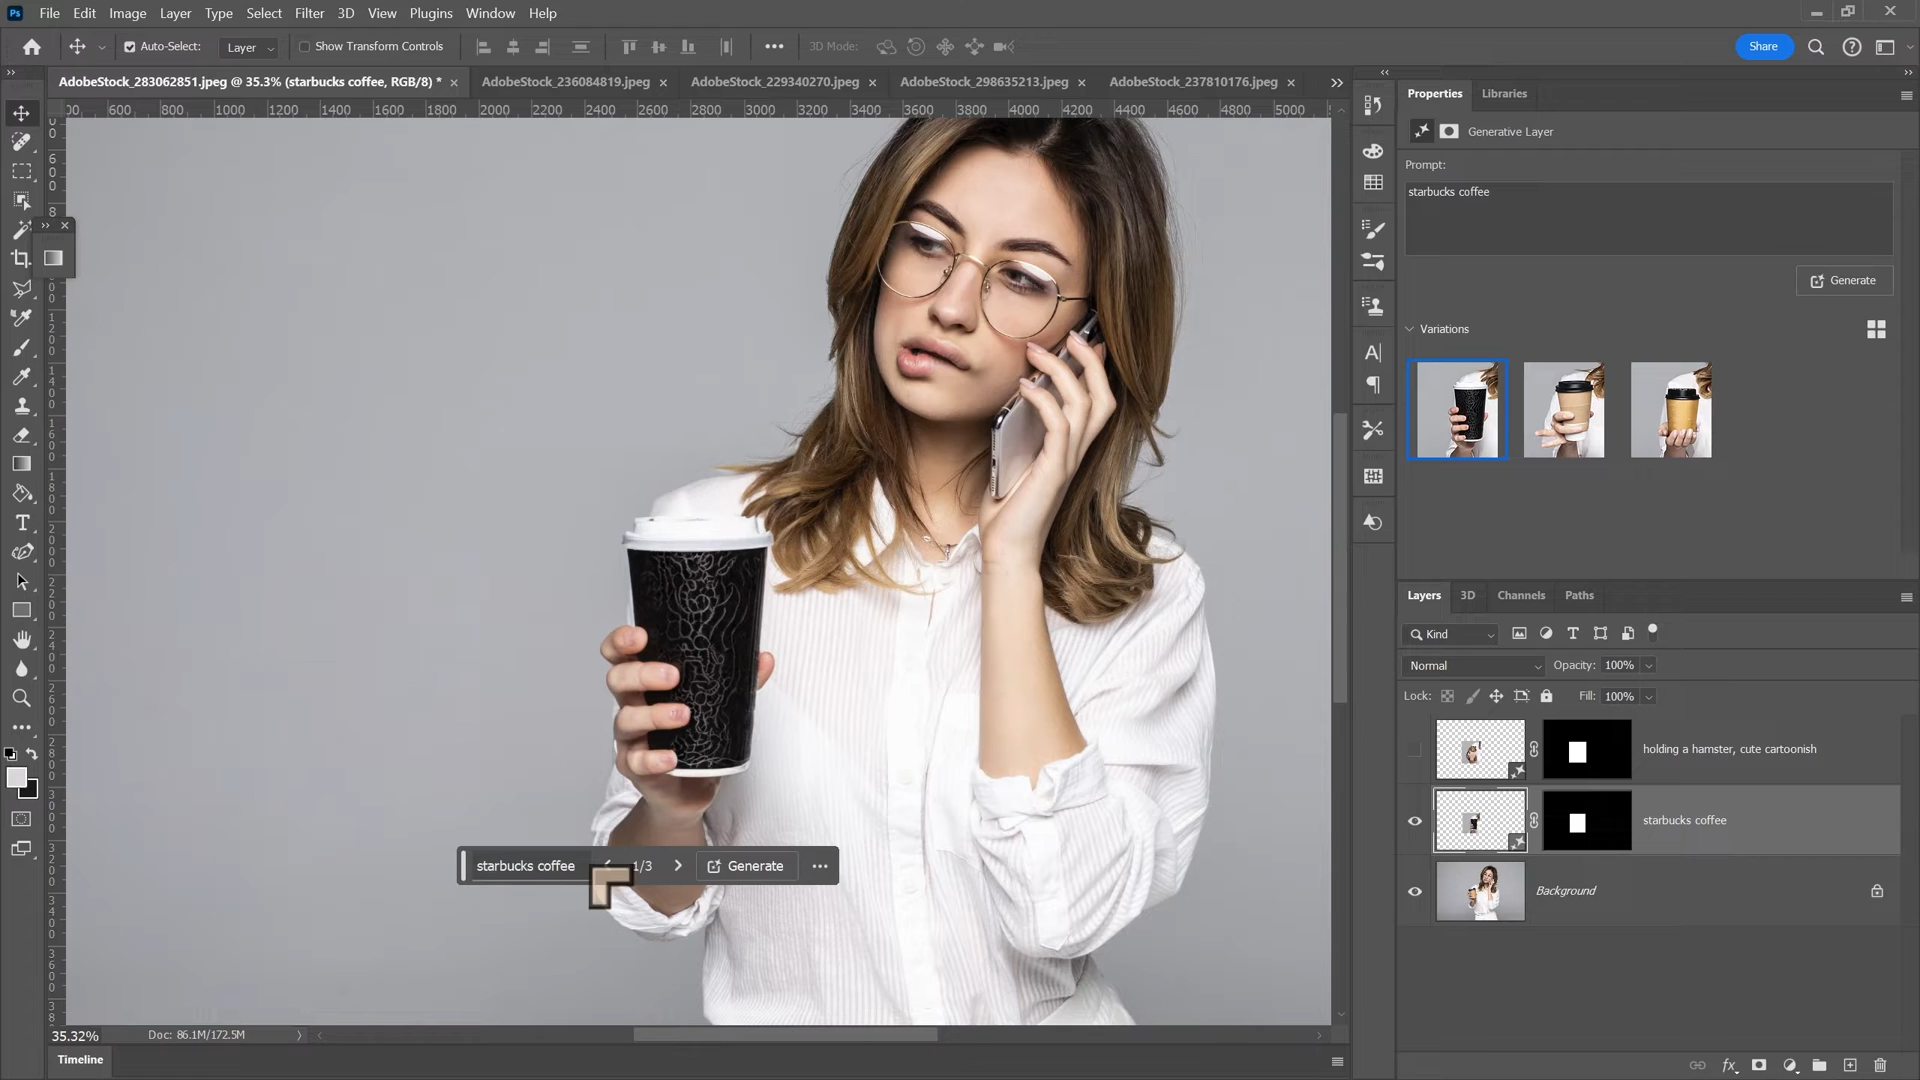 Ps File Edit Image Layer Type Select Filter 3D View Plugins Window Help
Auto-Select: Layer Show Transform Controls 3D Mode: Share
AdobeStock_283062851.jpeg @ 35.3% (starbucks coffee, RGB/8) * AdobeStock_236084819.jpeg AdobeStock_229340270.jpeg AdobeStock_298635213.jpeg AdobeStock_237810176.jpeg
600 800 1000 1200 1400 1600 1800 2000 2200 2400 2600 2800 3000 3200 3400 3600 3800 4000 4200 4400 4600 4800 5000
Properties Libraries
Generative Layer
Prompt:
starbucks coffee
Generate
Variations
starbucks coffee 1/3 Generate
Layers 3D Channels Paths
Kind
Normal Opacity: 100%
Lock: Fill: 100%
holding a hamster, cute cartoonish
starbucks coffee
Background
35.32% Doc: 86.1M/172.5M
Timeline